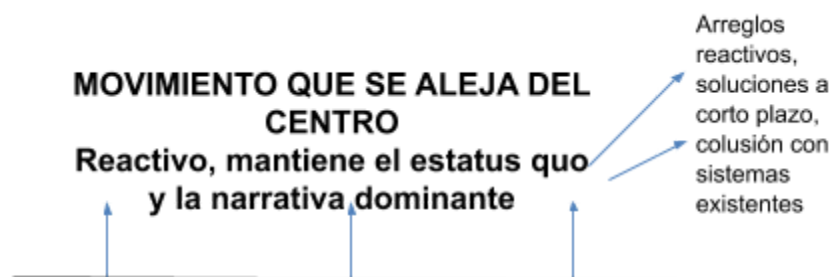 MOVIMIENTO QUE SE ALEJA DEL
CENTRO
Reactivo, mantiene el estatus quo
y la narrativa dominante
Arreglos
reactivos,
soluciones a
corto plazo,
colusión con
sistemas
existentes